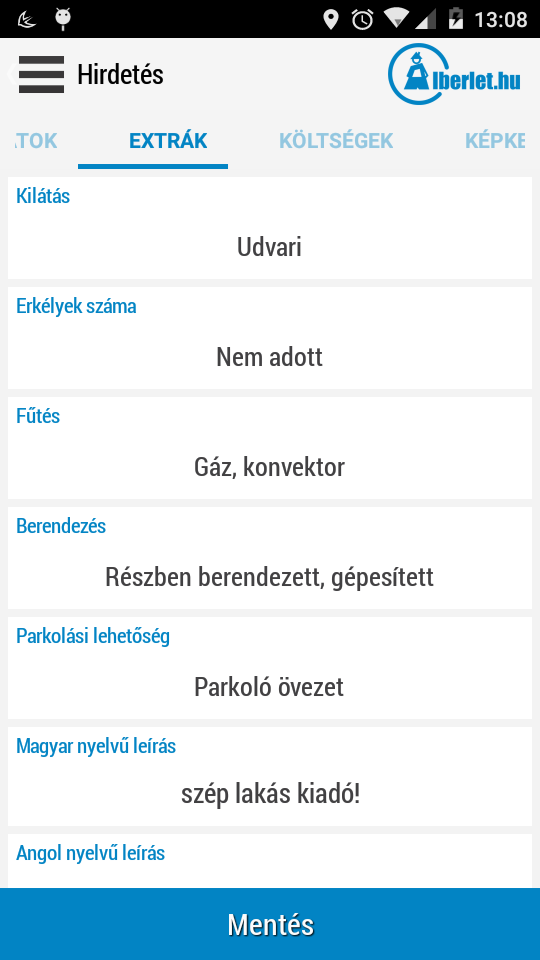 13:08
Hirdetés
Alberlet.hu
ATOK EXTRÁK KÖLTSÉGEK KÉPKE
Kilátás
Udvari
Erkélyek száma
Nem adott
Fűtés
Gáz, konvektor
Berendezés
Részben berendezett, gépesített
Parkolási lehetőség
Parkoló övezet
Magyar nyelvű leírás
szép lakás kiadó!
Angol nyelvű leírás
Mentés